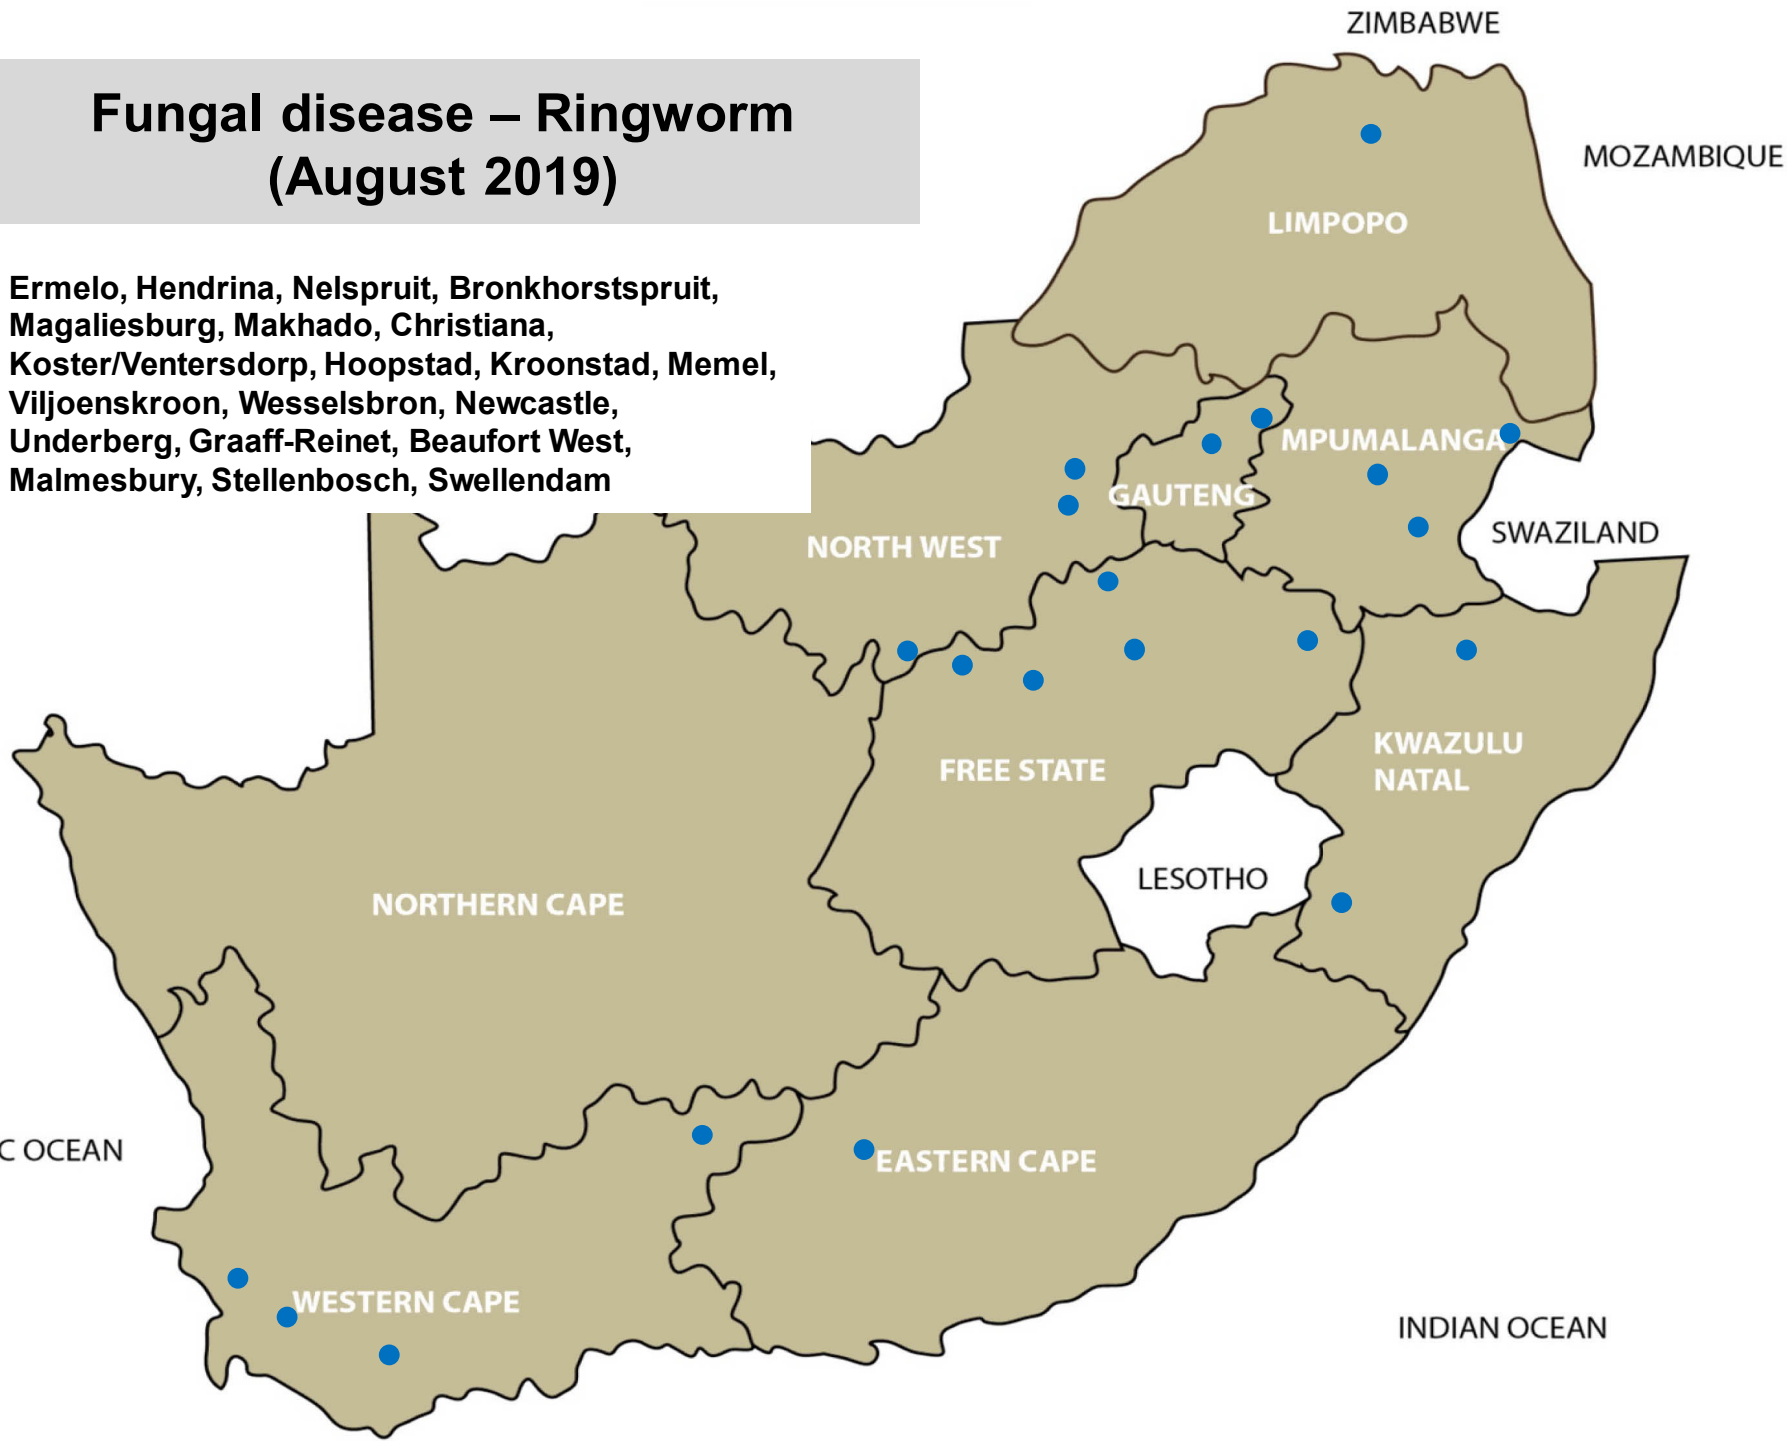 ZIMBABWE
Fungal disease – Ringworm
(August 2019)
MOZAMBIQUE
LIMPOPO
Ermelo, Hendrina, Nelspruit, Bronkhorstspruit,
Magaliesburg, Makhado, Christiana,
Koster/Ventersdorp, Hoopstad, Kroonstad, Memel,
Viljoenskroon, Wesselsbron, Newcastle,
Underberg, Graaff-Reinet, Beaufort West,
Malmesbury, Stellenbosch, Swellendam
MPUMALANGA
GAUTENG
SWAZILAND
NORTH WEST
KWAZULU
NATAL
FREE STATE
LESOTHO
NORTHERN CAPE
C OCEAN
EASTERN CAPE
WESTERN CAPE
INDIAN OCEAN